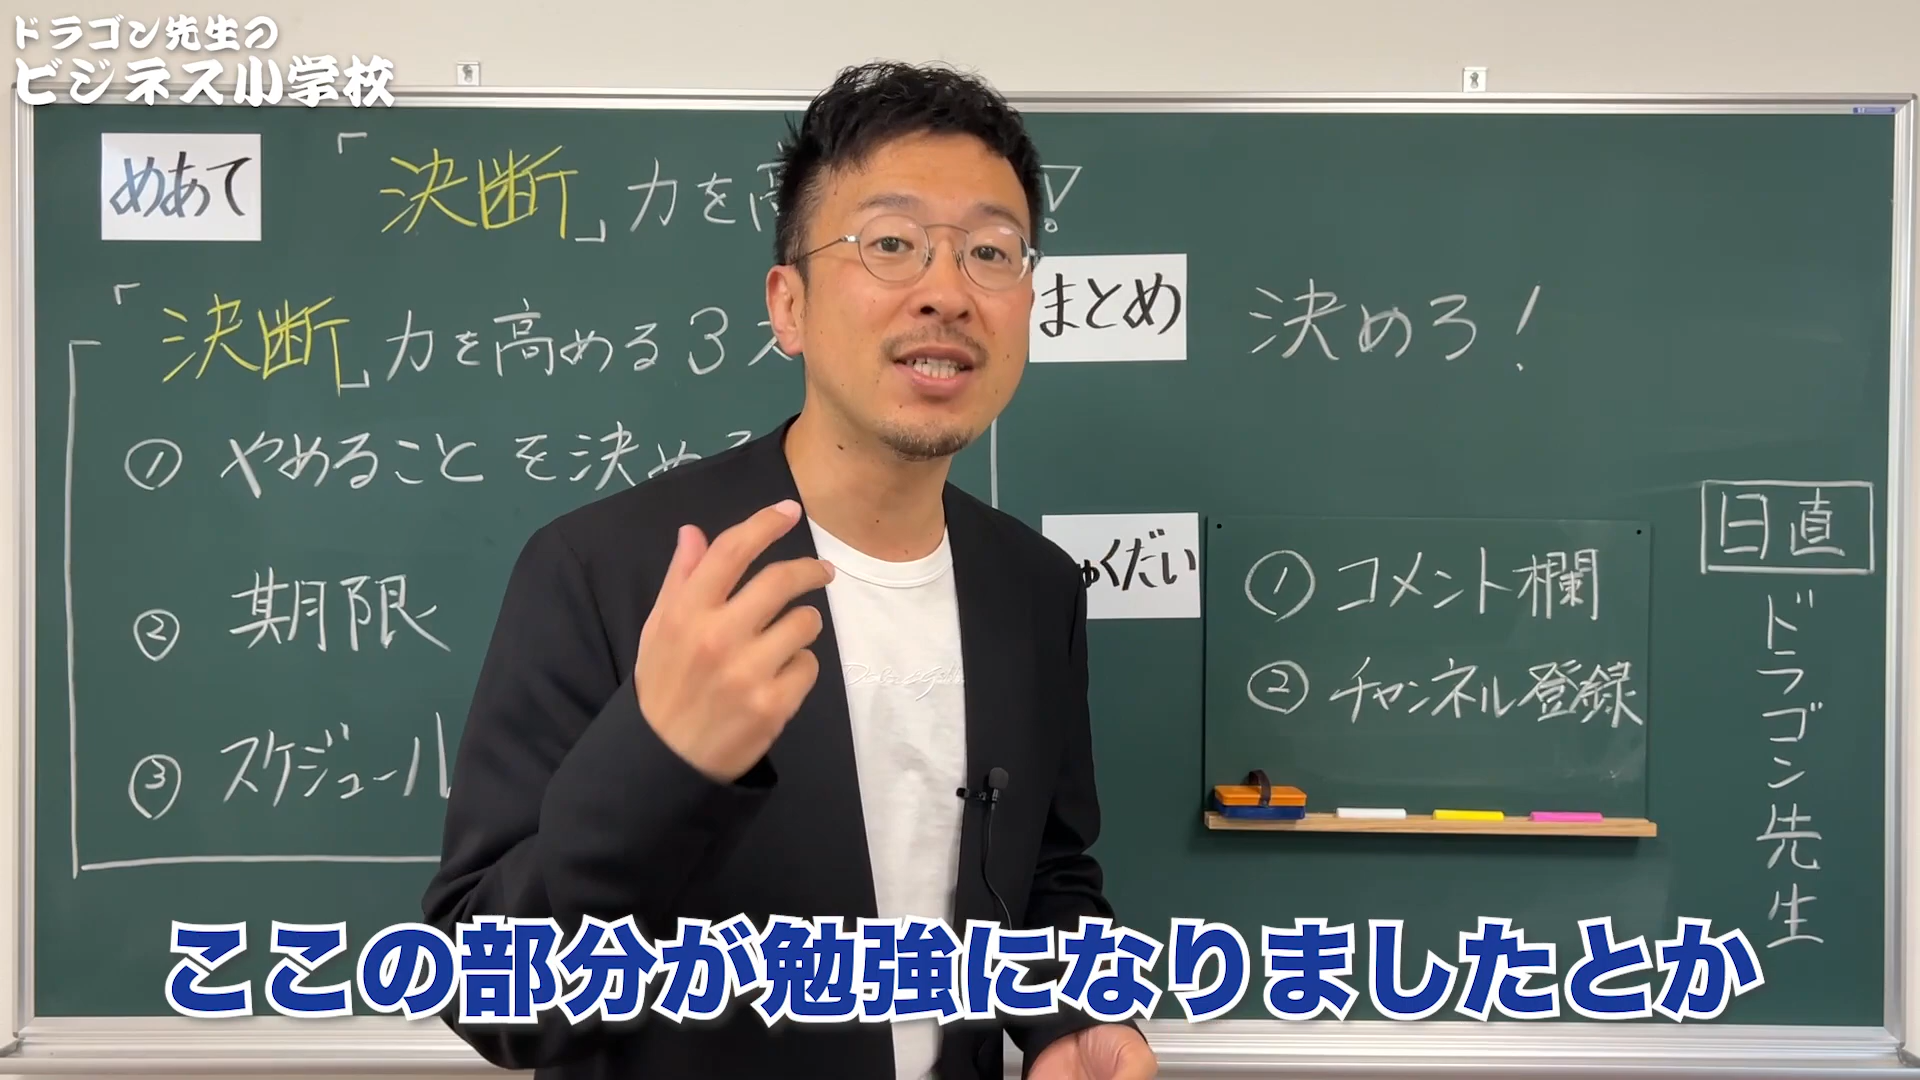 ドラゴン先生の
ビジネス小学校
めあて
「決断」力を高
!
「決断」力を高める3ス
① やめることを決め
② 期限
③ スケジュール
まとめ
決めろ!
くだい
① コメント欄
② チャンネル登録
日直
ドラゴン先生
ここの部分が勉強になりましたとか